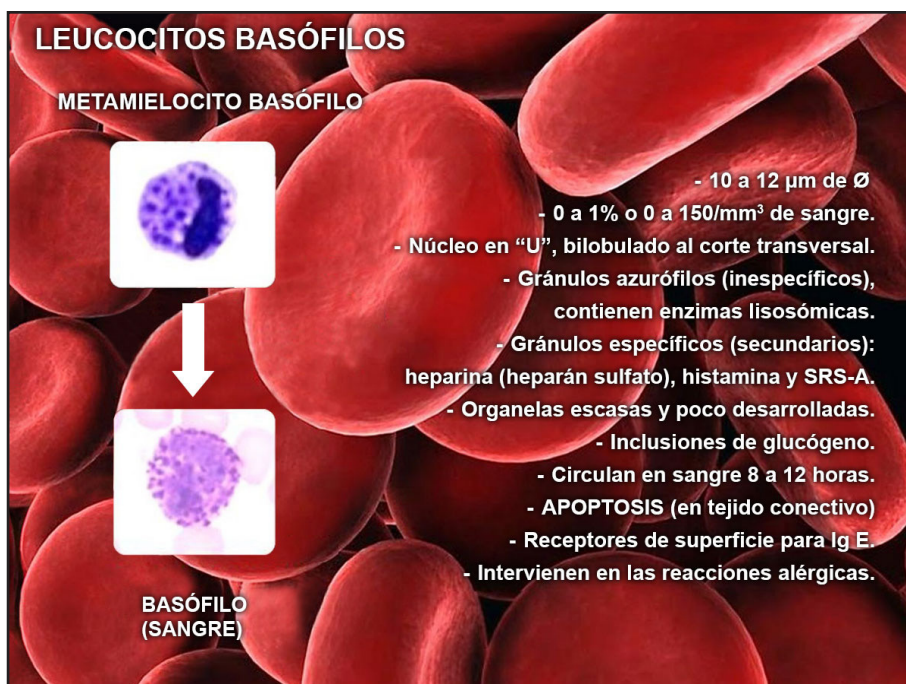 LEUCOCITOS BASÓFILOS
METAMIELOCITO BASÓFILO
- 10 a 12 µm de Ø
- 0 a 1% o 0 a 150/mm³ de sangre.
- Núcleo en “U”, bilobulado al corte transversal.
- Gránulos azurófilos (inespecíficos),
contienen enzimas lisosómicas.
- Gránulos específicos (secundarios):
heparina (heparán sulfato), histamina y SRS-A.
- Organelas escasas y poco desarrolladas.
- Inclusiones de glucógeno.
- Circulan en sangre 8 a 12 horas.
- APOPTOSIS (en tejido conectivo)
- Receptores de superficie para Ig E.
- Intervienen en las reacciones alérgicas.
BASÓFILO
(SANGRE)